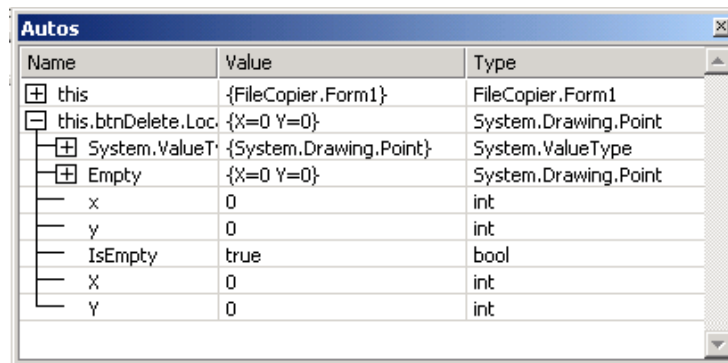 Autos
Name Value Type
this {FileCopier.Form1} FileCopier.Form1
this.btnDelete.Loc {X=0 Y=0} System.Drawing.Point
System.ValueT {System.Drawing.Point} System.ValueType
Empty {X=0 Y=0} System.Drawing.Point
x 0 int
y 0 int
IsEmpty true bool
X 0 int
Y 0 int